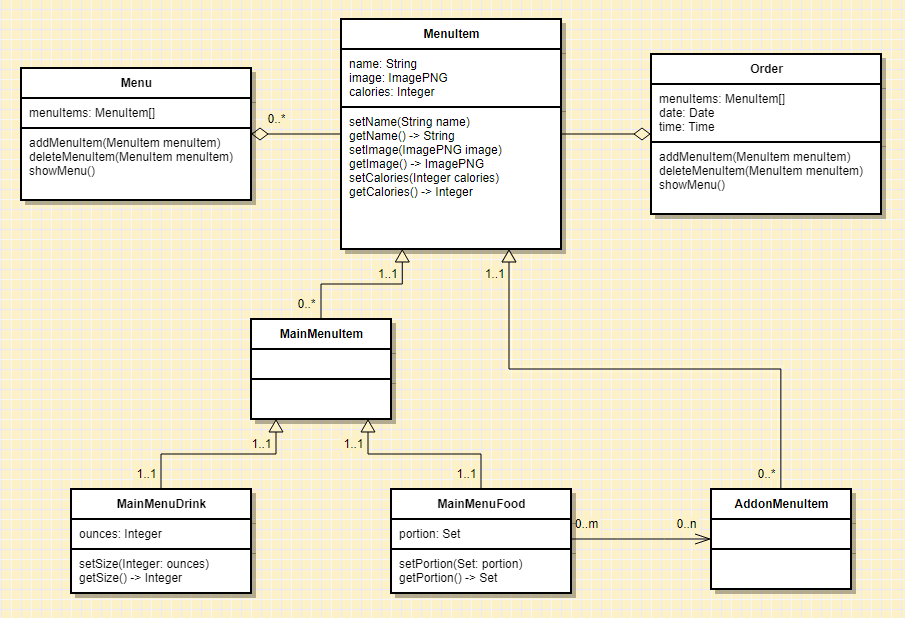 MenuItem
name: String
image: ImagePNG
calories: Integer
setName(String name)
getName() -> String
setImage(ImagePNG image)
getImage() -> ImagePNG
setCalories(Integer calories)
getCalories() -> Integer
Menu
menuItems: MenuItem[]
addMenuItem(MenuItem menuItem)
deleteMenuItem(MenuItem menuItem)
showMenu()
0..*
Order
menuItems: MenuItem[]
date: Date
time: Time
addMenuItem(MenuItem menuItem)
deleteMenuItem(MenuItem menuItem)
showMenu()
1..1
1..1
0..*
MainMenuItem
1..1
1..1
1..1
1..1
0..*
MainMenuDrink
ounces: Integer
setSize(Integer: ounces)
getSize() -> Integer
MainMenuFood
portion: Set
setPortion(Set: portion)
getPortion() -> Set
0..m
0..n
AddonMenuItem